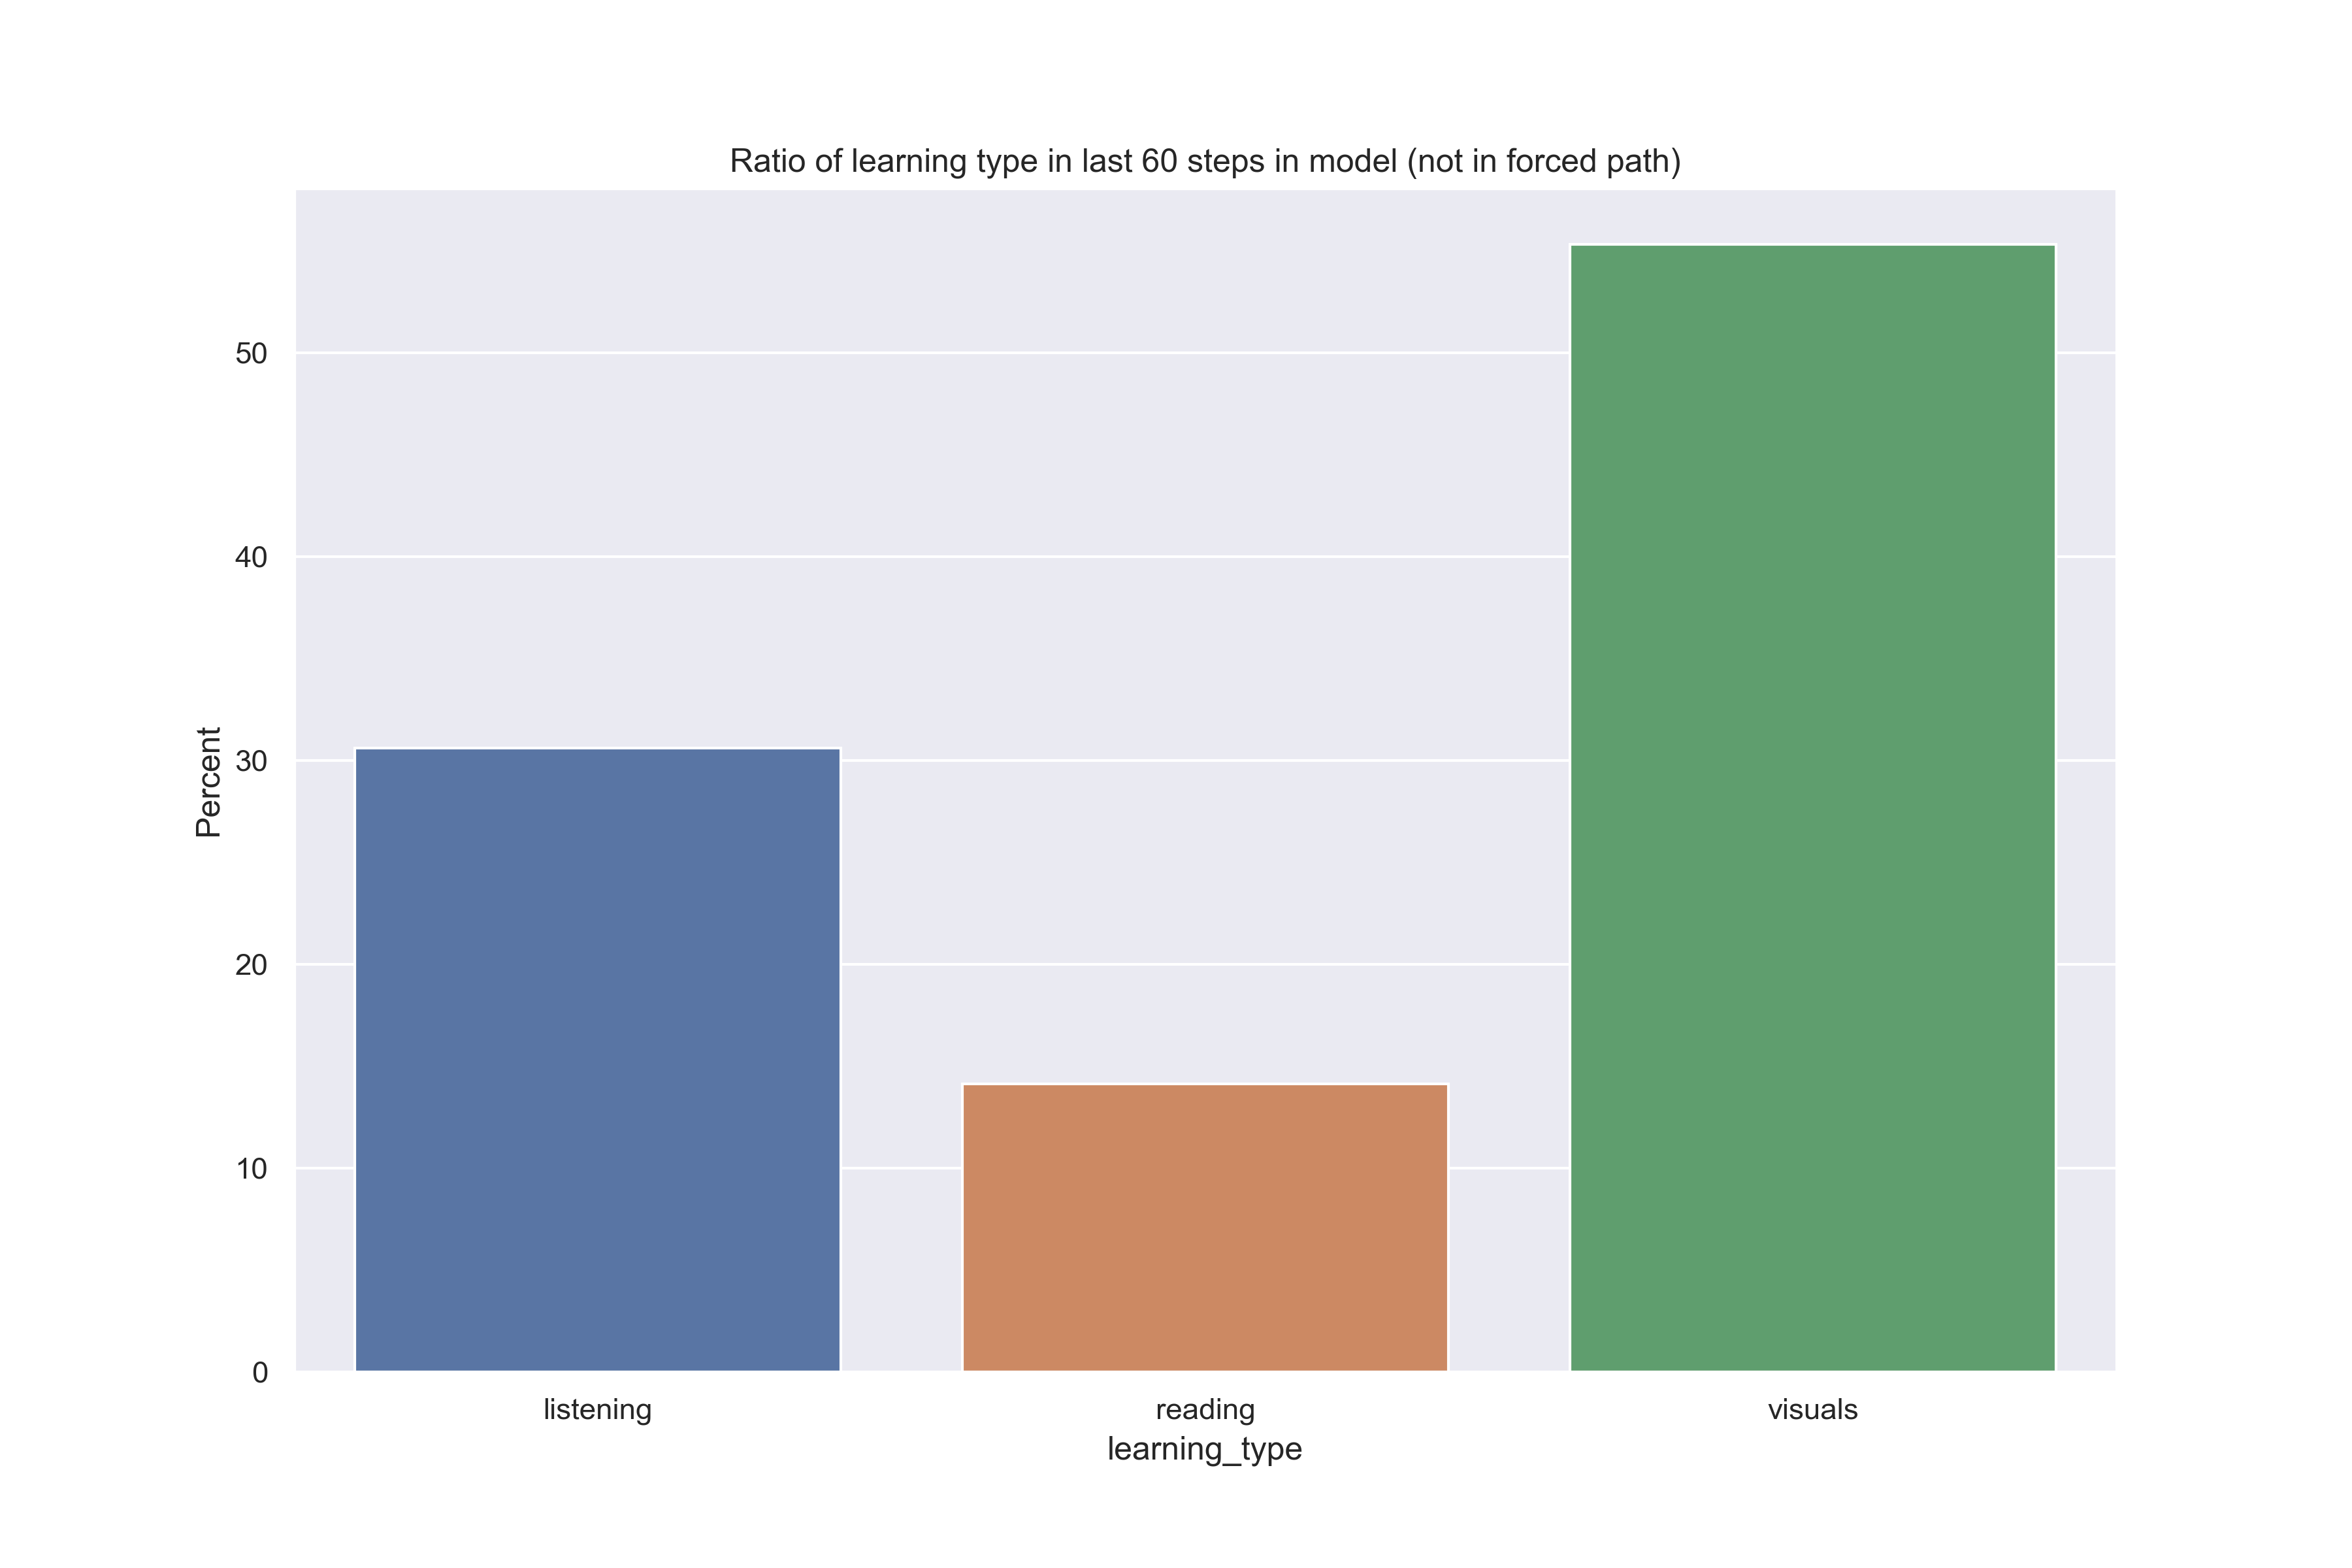 Ratio of learning type in last 60 steps in model (not in forced path)
Percent
50
40
30
20
10
0
listening reading visuals
learning_type